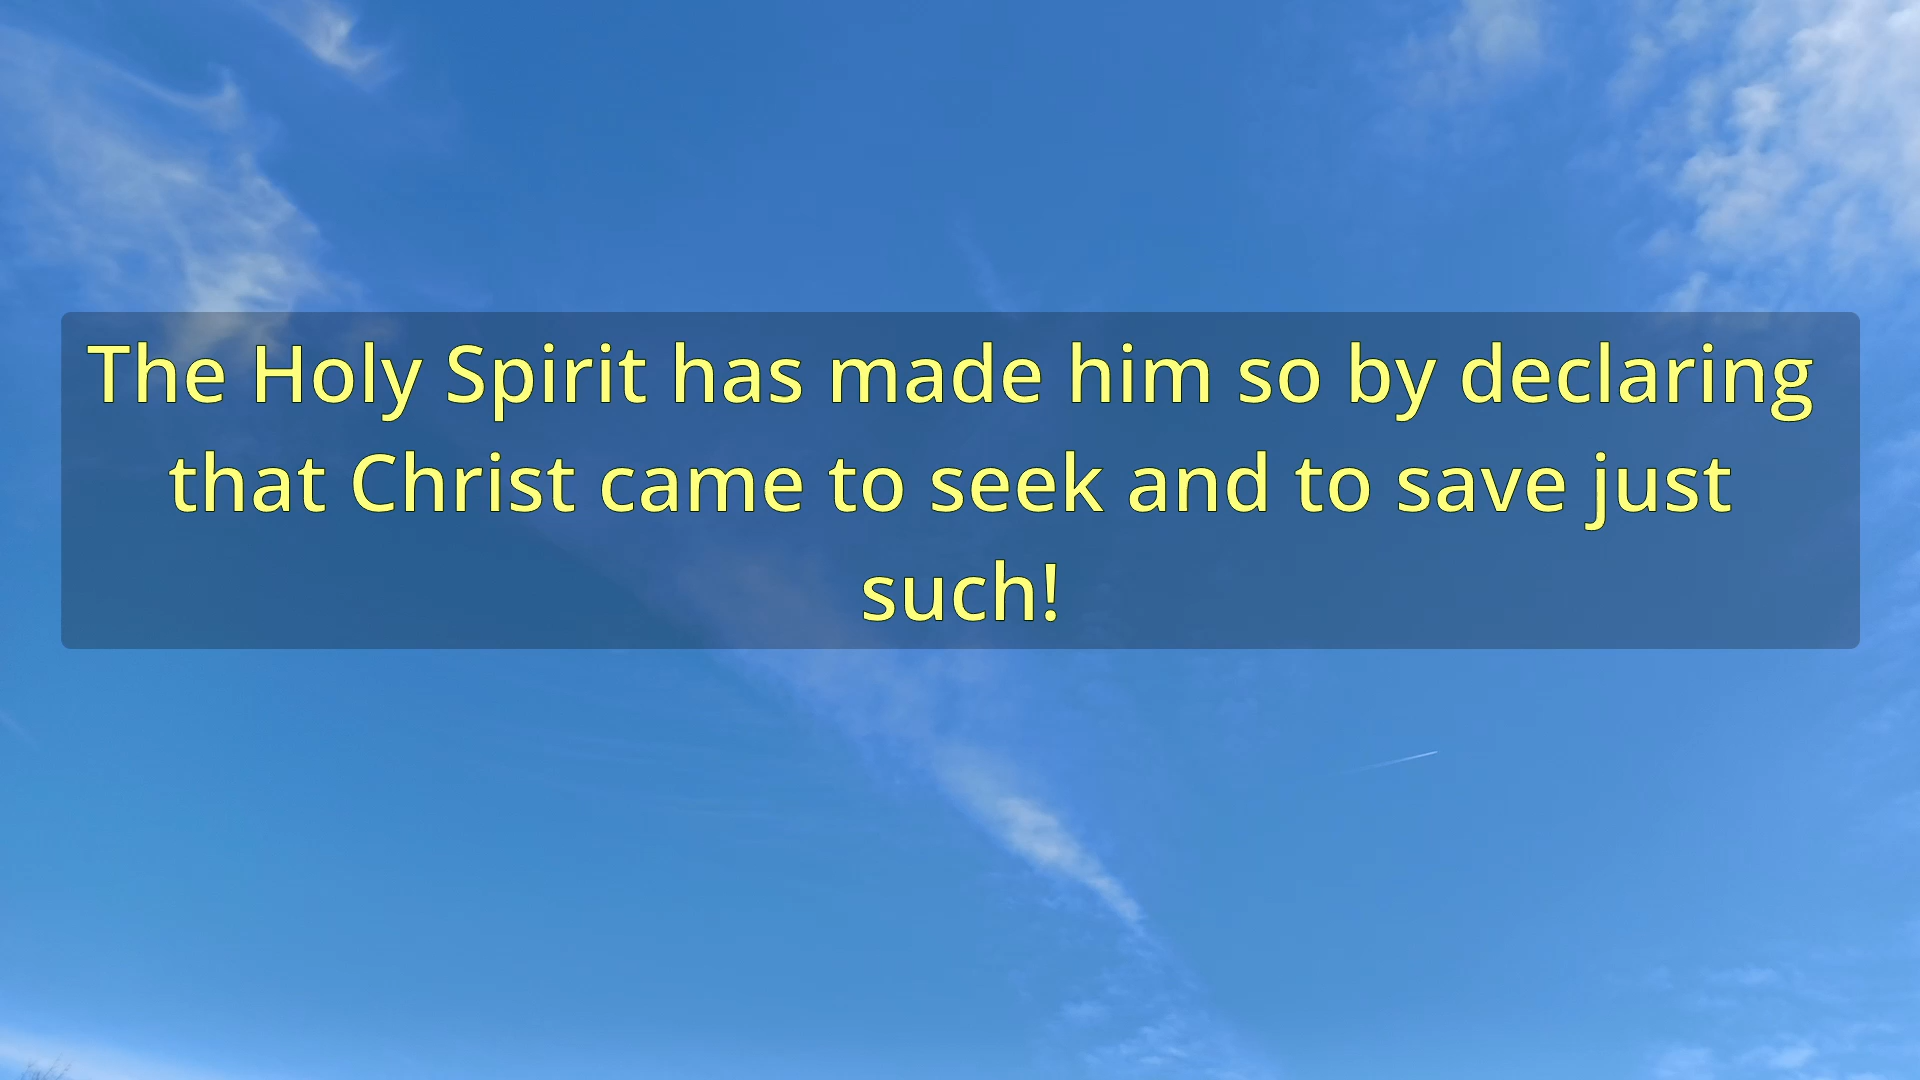 The Holy Spirit has made him so by declaring
that Christ came to seek and to save just
such!